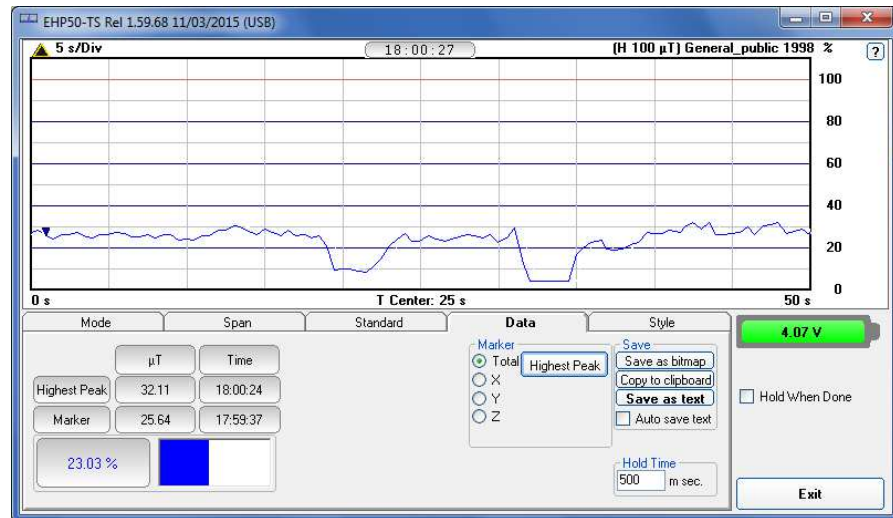 EHP50-TS Rel 1.59.68 11/03/2015 (USB)
5 s/Div 18:00:27 (H 100 µT) General_public 1998 % ?
100
80
60
40
20
0
0 s T Center: 25 s 50 s
Mode Span Standard Data Style
4.07 V
µT Time
Highest Peak 32.11 18:00:24
Marker 25.64 17:59:37
23.03 %
Marker
Total Highest Peak
X
Y
Z
Save
Save as bitmap
Copy to clipboard
Save as text
Auto save text
Hold Time
500 m sec.
Hold When Done
Exit